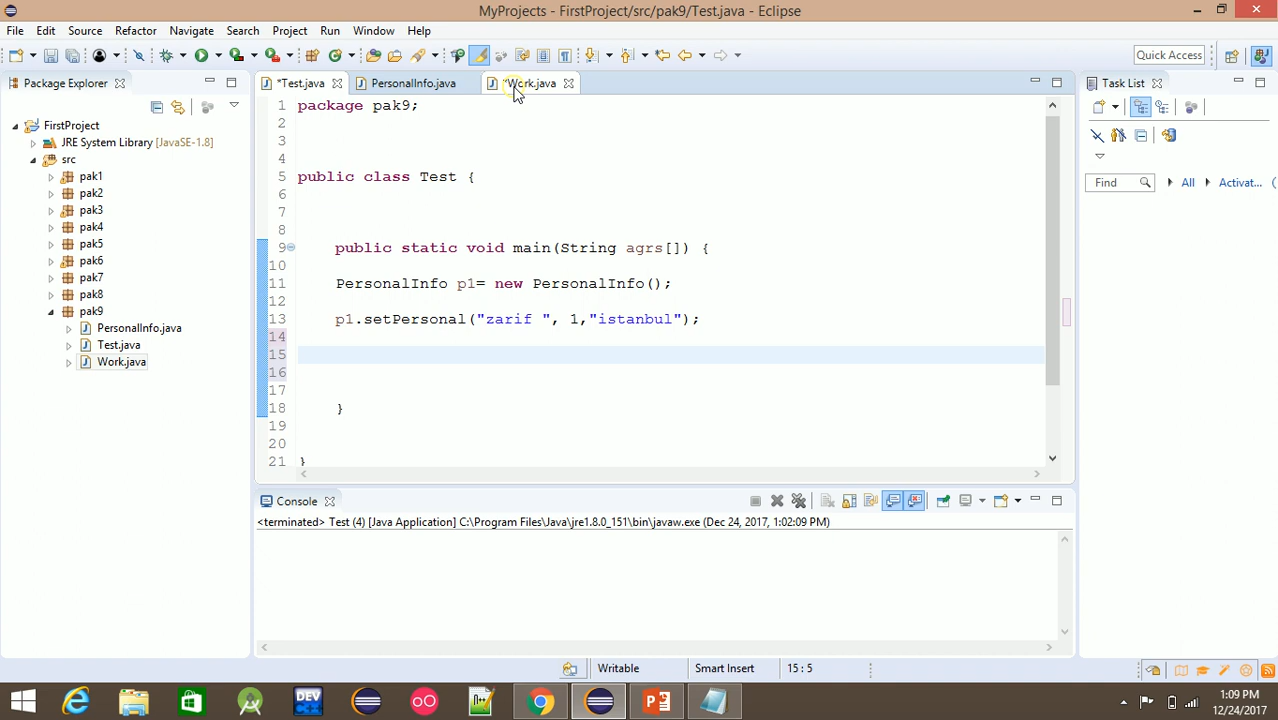 MyProjects - FirstProject/src/pak9/Test.java - Eclipse
File Edit Source Refactor Navigate Search Project Run Window Help
Quick Access
Package Explorer
*Test.java
PersonalInfo.java
*Work.java
Task List
FirstProject
JRE System Library [JavaSE-1.8]
src
pak1
pak2
pak3
pak4
pak5
pak6
pak7
pak8
pak9
PersonalInfo.java
Test.java
Work.java
1 package pak9;
2
3
4
5 public class Test {
6
7
8
9 public static void main(String agrs[]) {
10
11 PersonalInfo p1= new PersonalInfo();
12
13 p1.setPersonal("zarif ", 1,"istanbul");
14
15
16
17
18 }
19
20
21 }
Find All Activat...
Console
<terminated> Test (4) [Java Application] C:\Program Files\Java\jre1.8.0_151\bin\javaw.exe (Dec 24, 2017, 1:02:09 PM)
Writable Smart Insert 15 : 5
DEV
1:09 PM
12/24/2017